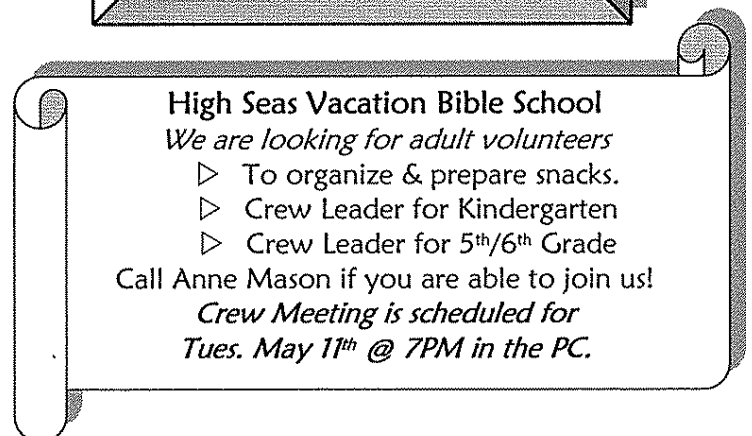 High Seas Vacation Bible School
We are looking for adult volunteers
▷ To organize & prepare snacks.
▷ Crew Leader for Kindergarten
▷ Crew Leader for 5th/6th Grade
Call Anne Mason if you are able to join us!
Crew Meeting is scheduled for
Tues. May 11th @ 7PM in the PC.